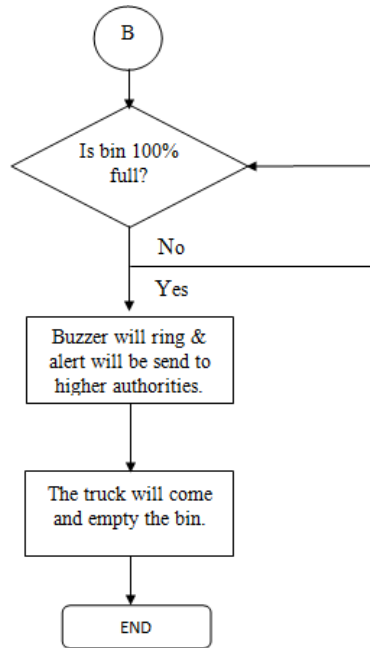 B
Is bin 100%
full?
No
Yes
Buzzer will ring &
alert will be send to
higher authorities.
The truck will come
and empty the bin.
END